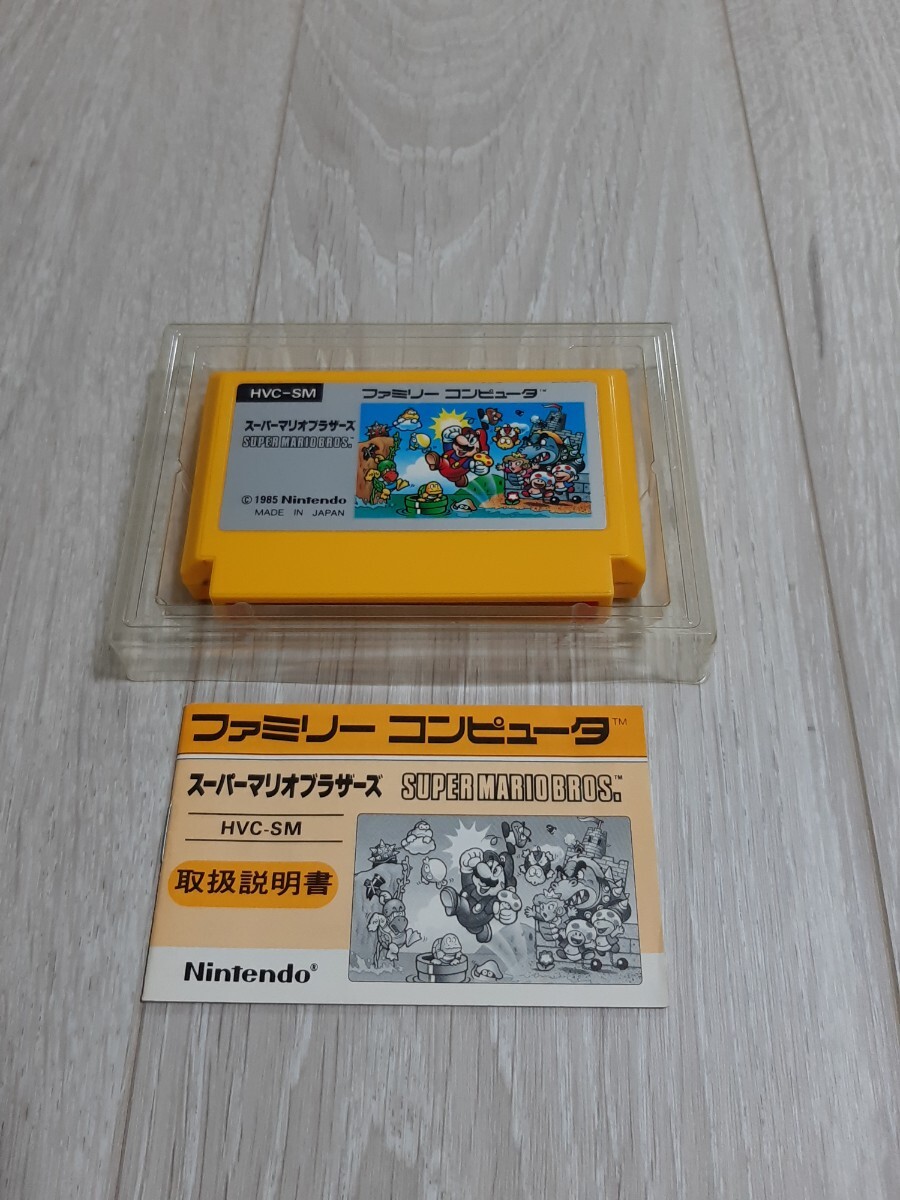 HVC-SM
ファミリー コンピュータ™
スーパーマリオブラザーズ
SUPER MARIO BROS.
© 1985 Nintendo
MADE IN JAPAN
ファミリー コンピュータ™
スーパーマリオブラザーズ SUPER MARIO BROS.™
HVC-SM
取扱説明書
Nintendo®